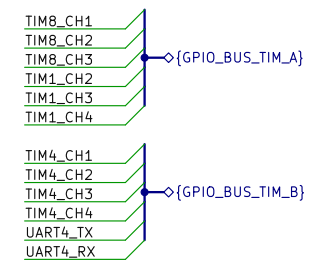 TIM8_CH1
TIM8_CH2
TIM8_CH3
TIM1_CH2
TIM1_CH3
TIM1_CH4
{GPIO_BUS_TIM_A}
TIM4_CH1
TIM4_CH2
TIM4_CH3
TIM4_CH4
UART4_TX
UART4_RX
{GPIO_BUS_TIM_B}